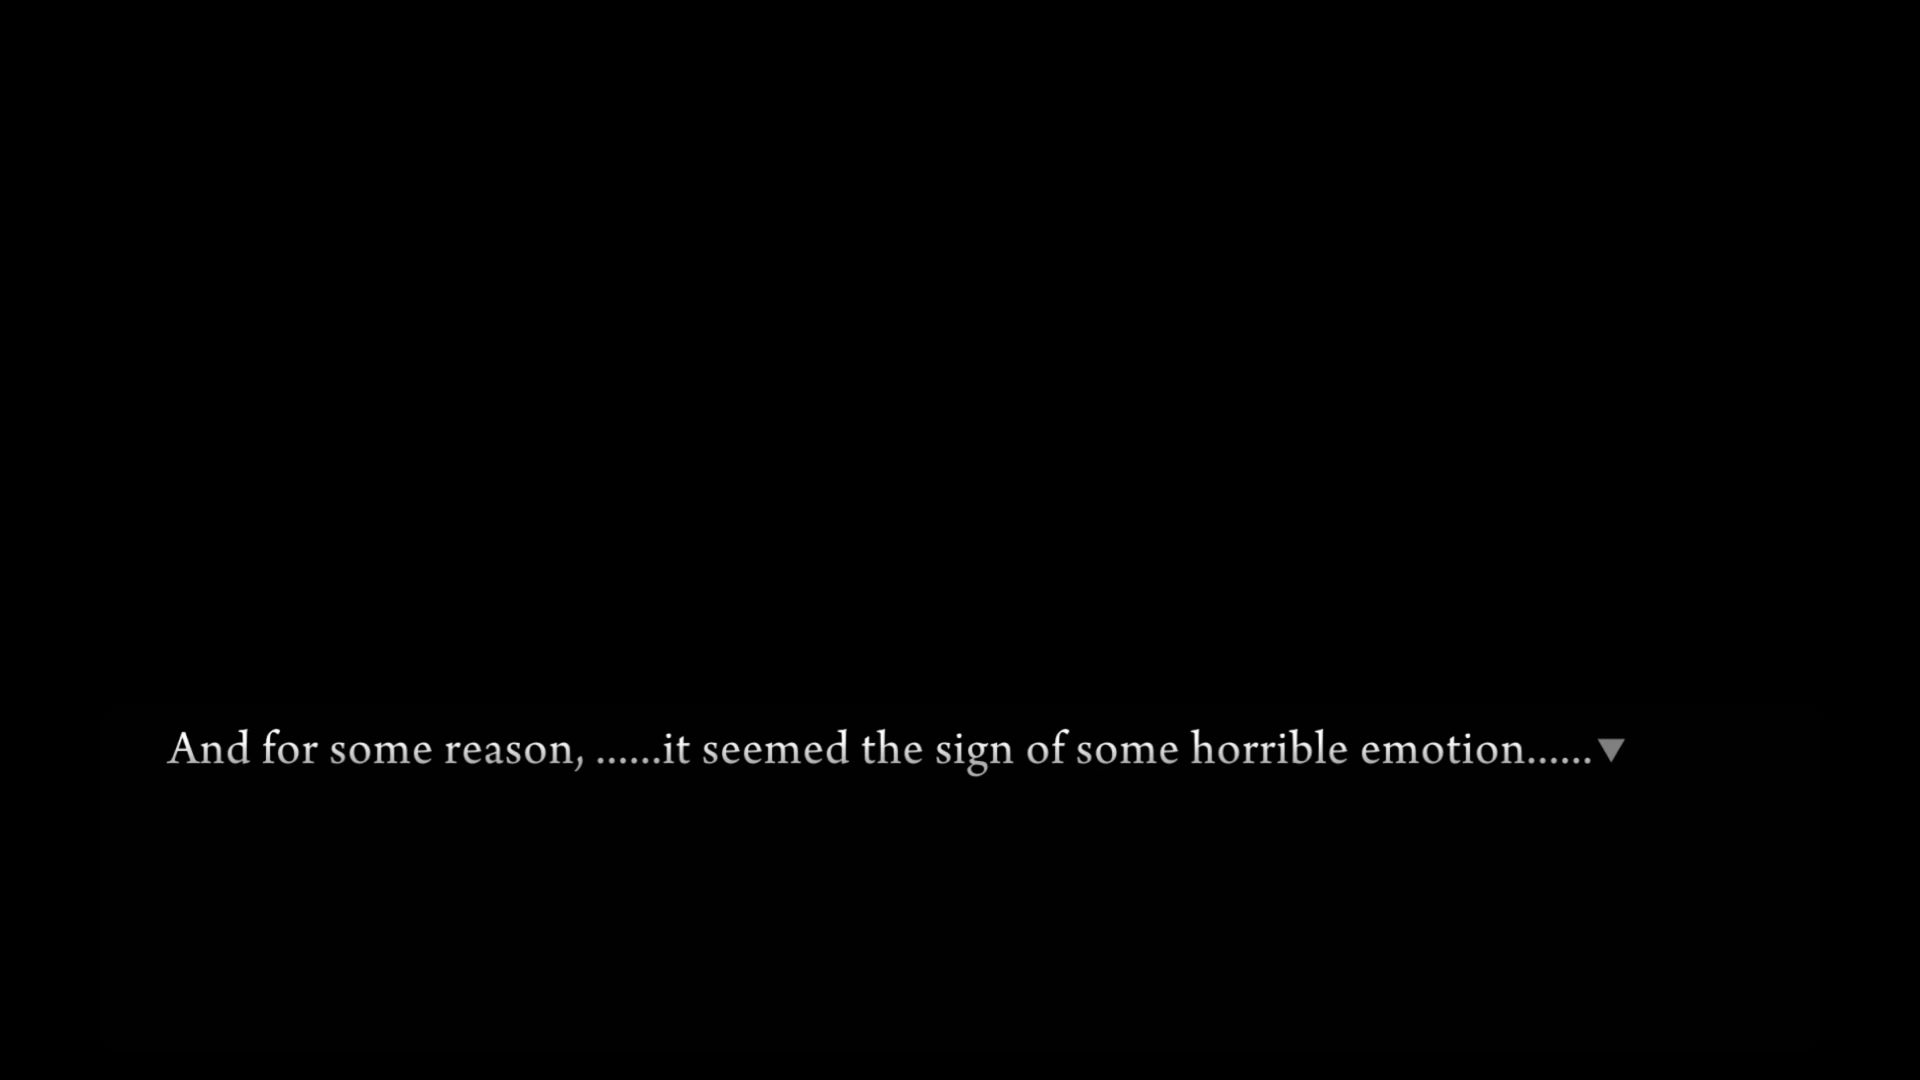 And for some reason, ......it seemed the sign of some horrible emotion......